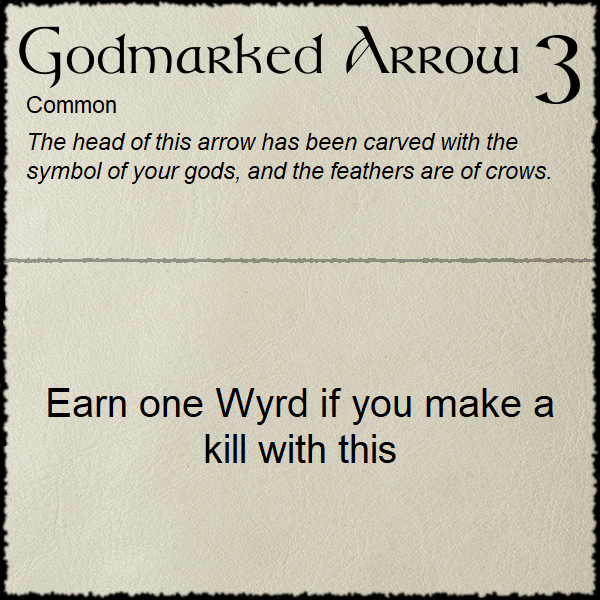 Godmarked Arrow 3
Common
The head of this arrow has been carved with the
symbol of your gods, and the feathers are of crows.
Earn one Wyrd if you make a
kill with this